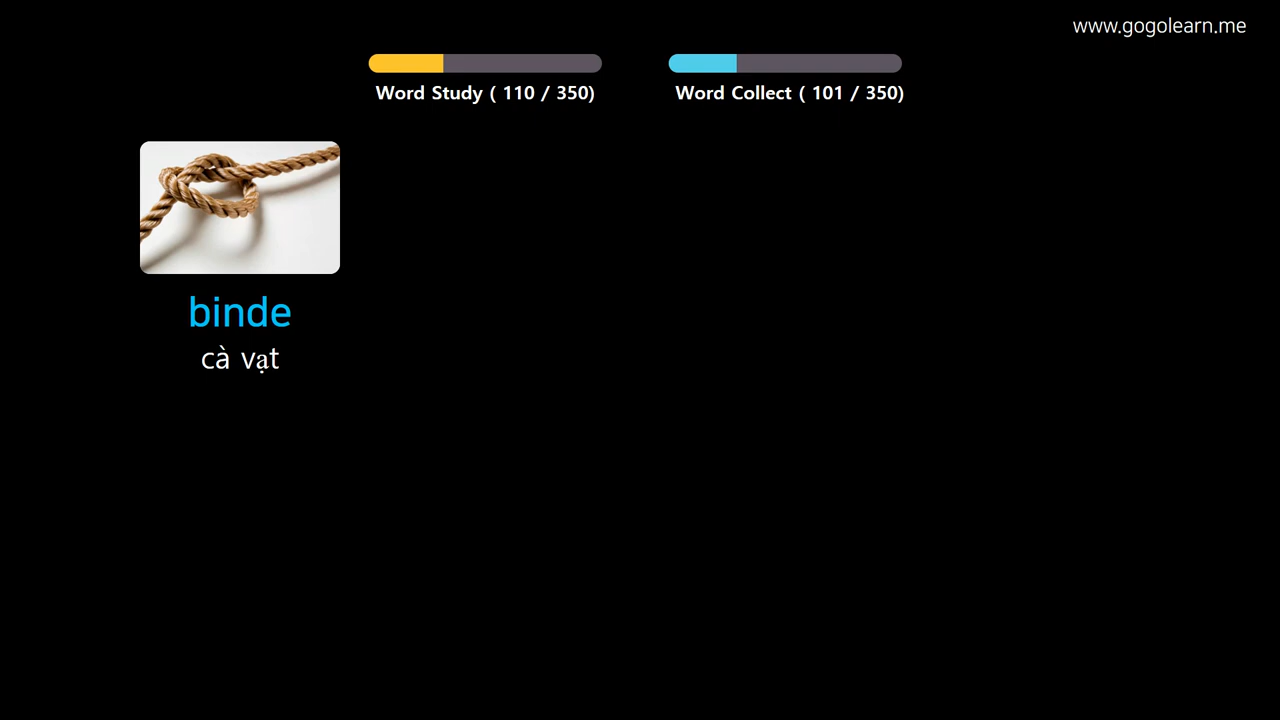 www.gogolearn.me
Word Study ( 110 / 350)
Word Collect ( 101 / 350)
binde
cà vạt